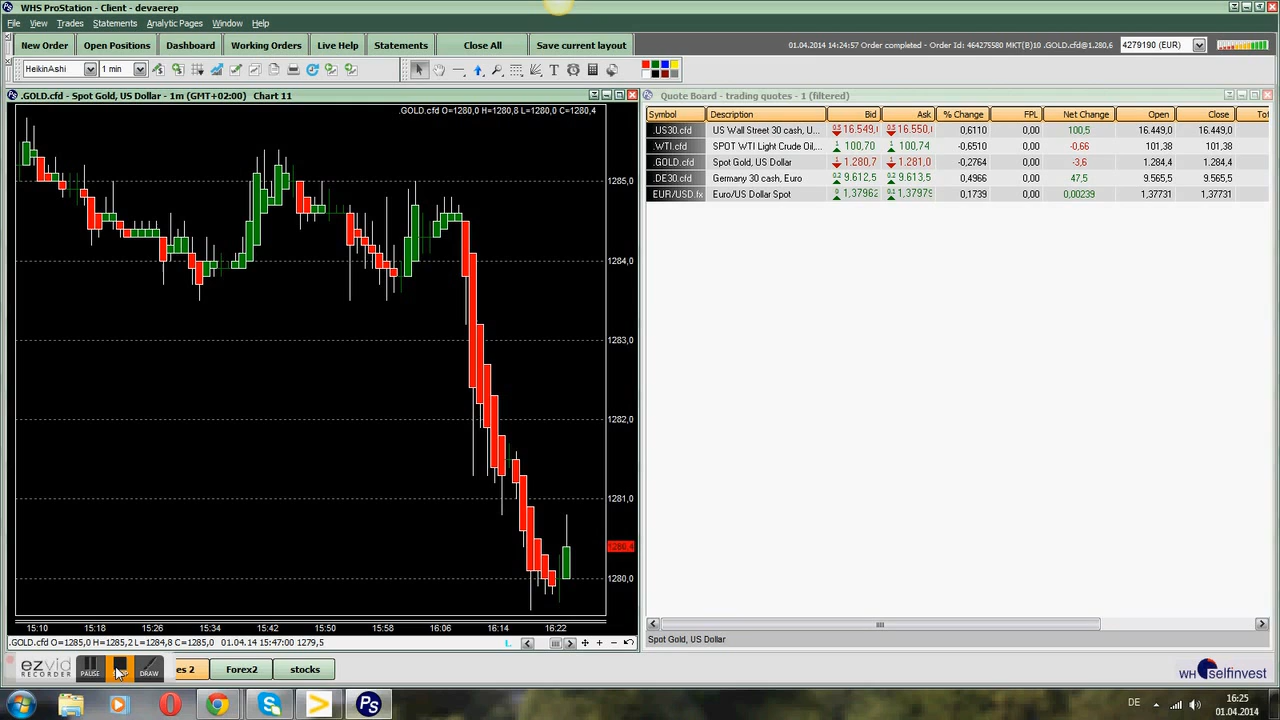 WHS ProStation - Client - devaerep
File View Trades Statements Analytic Pages Window Help
New Order Open Positions Dashboard Working Orders Live Help Statements Close All Save current layout
01.04.2014 14:24:57 Order completed - Order Id: 464275580 MKT(B)10 .GOLD.cfd@1.280,6 4279190 (EUR)
HeikinAshi 1 min
.GOLD.cfd - Spot Gold, US Dollar - 1m (GMT+02:00) Chart 11
.GOLD.cfd O=1280,0 H=1280,8 L=1280,0 C=1280,4
1285,0
1284,0
1283,0
1282,0
1281,0
1280,4
1280,0
15:10 15:18 15:26 15:34 15:42 15:50 15:58 16:06 16:14 16:22
.GOLD.cfd O=1285,0 H=1285,2 L=1284,8 C=1285,0 01.04.14 15:47:00 1279,5
L
Quote Board - trading quotes - 1 (filtered)
Symbol Description Bid Ask % Change FPL Net Change Open Close
.US30.cfd US Wall Street 30 cash, U... 16.549, 16.550, 0,6110 0,00 100,5 16.449,0 16.449,0
.WTI.cfd SPOT WTI Light Crude Oil,... 100,70 100,74 -0,6510 0,00 -0,66 101,38 101,38
.GOLD.cfd Spot Gold, US Dollar 1.280,7 1.281,0 -0,2764 0,00 -3,6 1.284,4 1.284,4
.DE30.cfd Germany 30 cash, Euro 9.612,5 9.613,5 0,4966 0,00 47,5 9.565,5 9.565,5
EUR/USD.fx Euro/US Dollar Spot 1,37962 1,37979 0,1739 0,00 0,00239 1,37731 1,37731
Spot Gold, US Dollar
ezvid
RECORDER
PAUSE
DRAW
es 2 Forex2 stocks
WH selfinvest
Ps
DE
16:25
01.04.2014